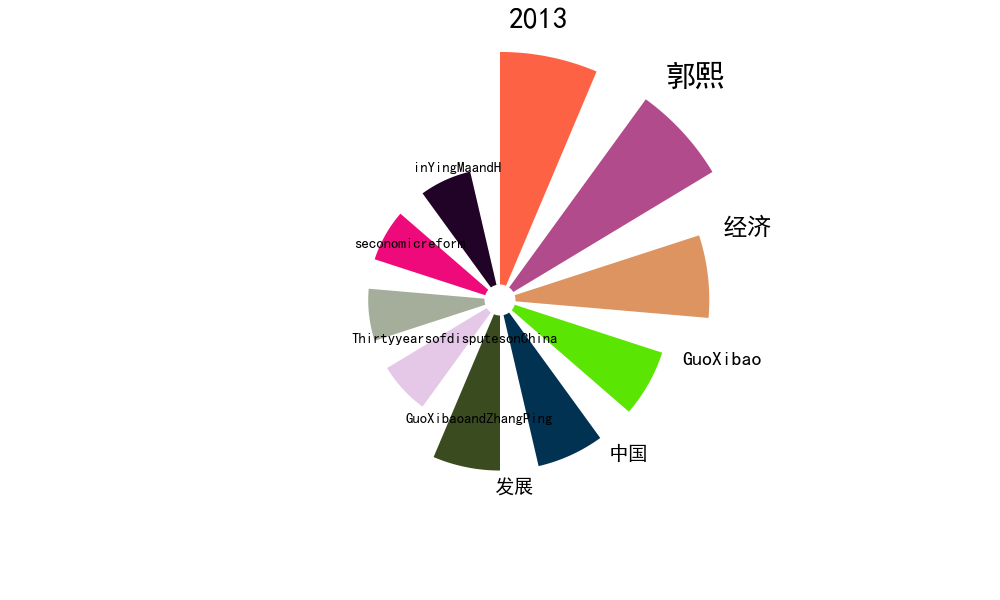 2013
郭熙
经济
GuoXibao
中国
发展
GuoXibaoandZhangPing
ThirtyyearsofdisputesonChina
seconomicreform
inYingMaandH